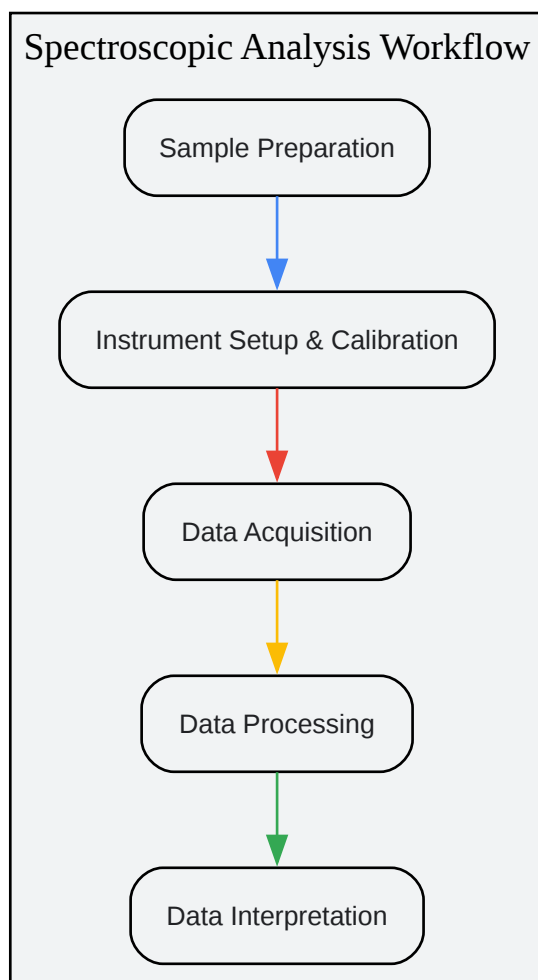 Spectroscopic Analysis Workflow
Sample Preparation
Instrument Setup & Calibration
Data Acquisition
Data Processing
Data Interpretation